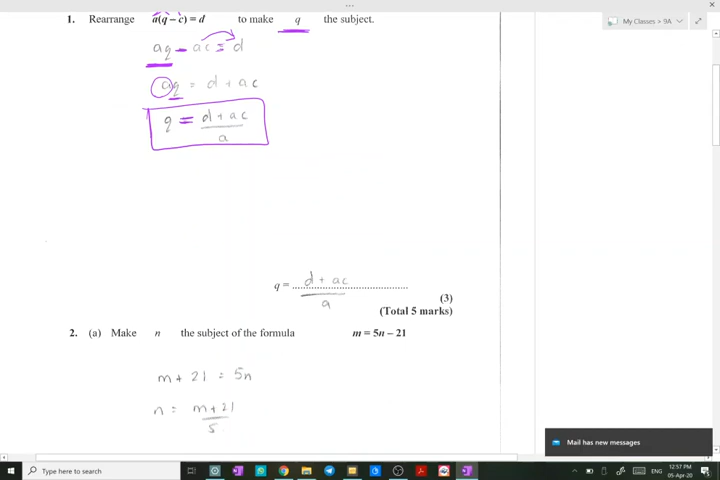 ...
My Classes > 9A
1. Rearrange a(q – c) = d to make q the subject.
aq - ac = d
aq = d + ac
q = d + ac
a
q = d + ac
a
(3)
(Total 5 marks)
2. (a) Make n the subject of the formula m = 5n – 21
m + 21 = 5n
n = m + 21
5
Mail has new messages
Type here to search
ENG
12:57 PM
05-Apr-20